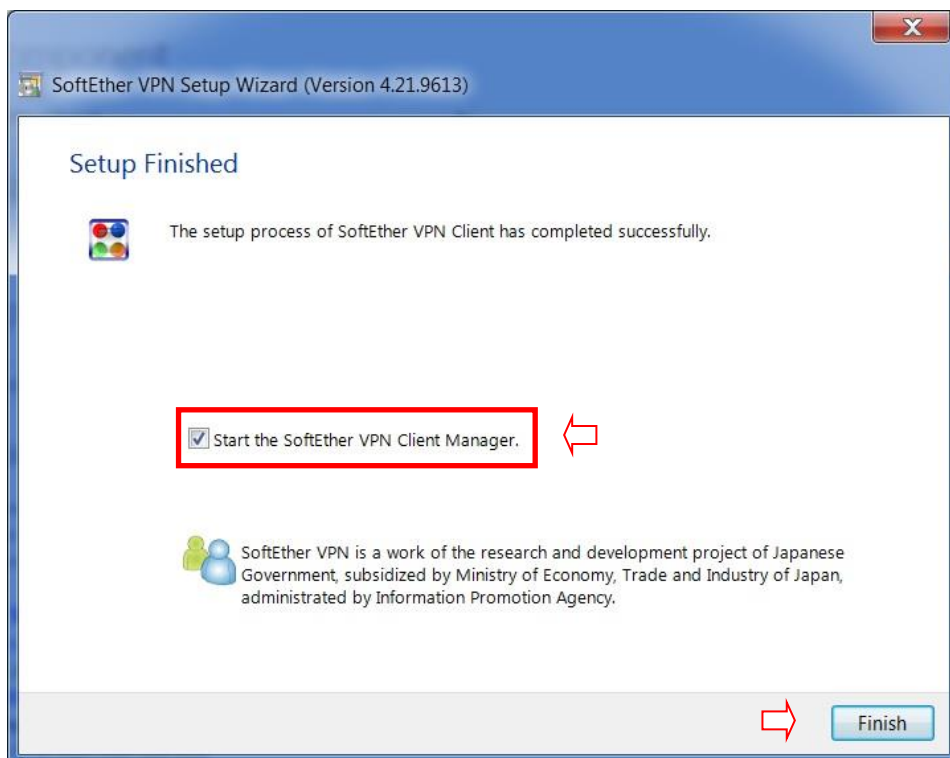 omponent
SoftEther VPN Setup Wizard (Version 4.21.9613)
Setup Finished
The setup process of SoftEther VPN Client has completed successfully.
Start the SoftEther VPN Client Manager.
SoftEther VPN is a work of the research and development project of Japanese
Government, subsidized by Ministry of Economy, Trade and Industry of Japan,
administrated by Information Promotion Agency.
Finish